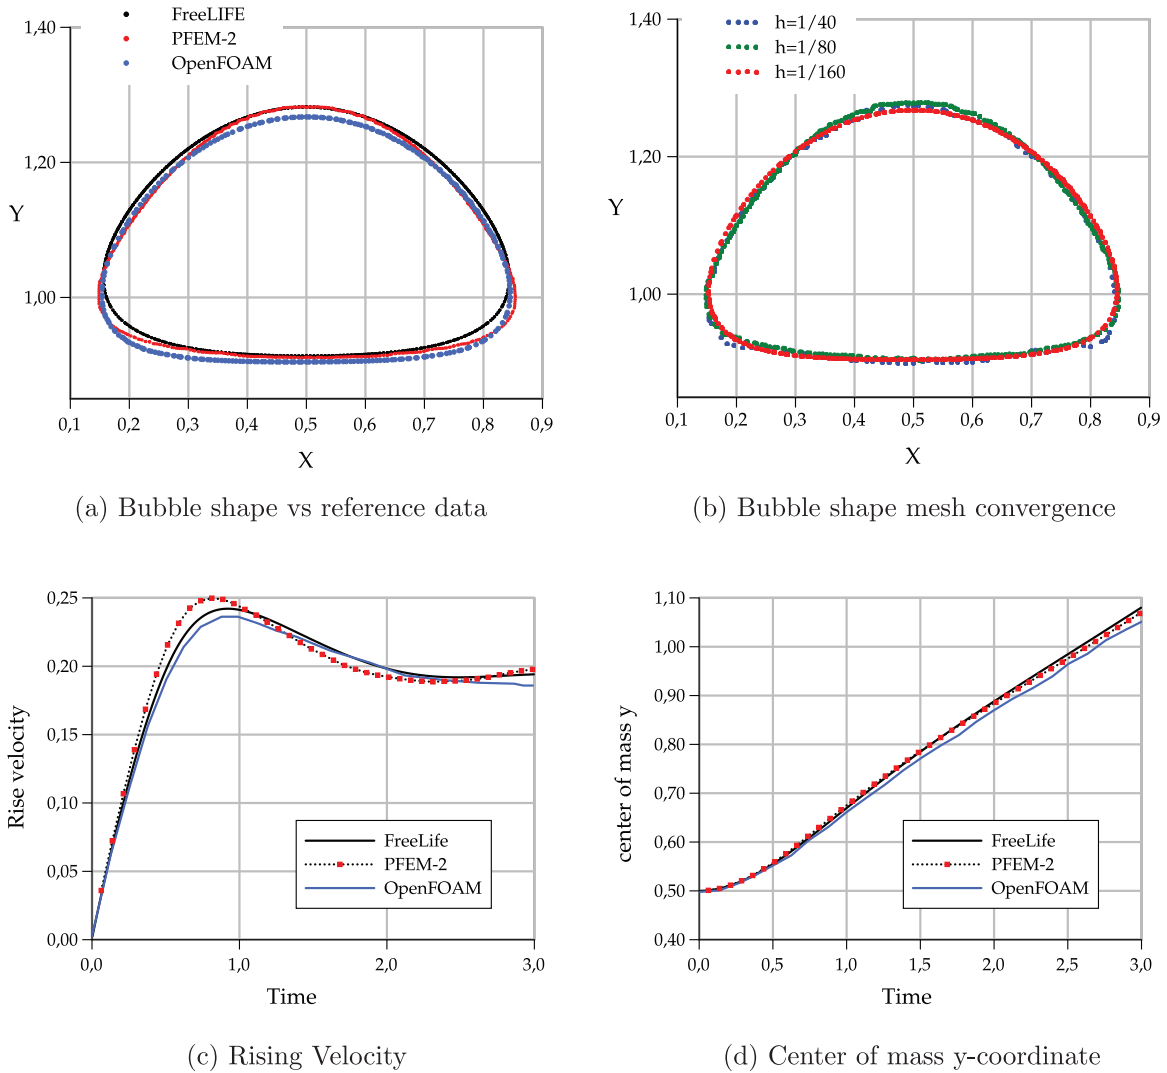 FreeLIFE
PFEM-2
OpenFOAM
1,40
1,20
1,00
Y
0,1 0,2 0,3 0,4 0,5 0,6 0,7 0,8 0,9
X
(a) Bubble shape vs reference data
h=1/40
h=1/80
h=1/160
1,40
1,20
1,00
Y
0,1 0,2 0,3 0,4 0,5 0,6 0,7 0,8 0,9
X
(b) Bubble shape mesh convergence
0,25
0,20
0,15
0,10
0,05
0,00
Rise velocity
FreeLife
PFEM-2
OpenFOAM
0,0 1,0 2,0 3,0
Time
(c) Rising Velocity
1,10
1,00
0,90
0,80
0,70
0,60
0,50
0,40
center of mass y
FreeLife
PFEM-2
OpenFOAM
0,0 0,5 1,0 1,5 2,0 2,5 3,0
Time
(d) Center of mass y-coordinate